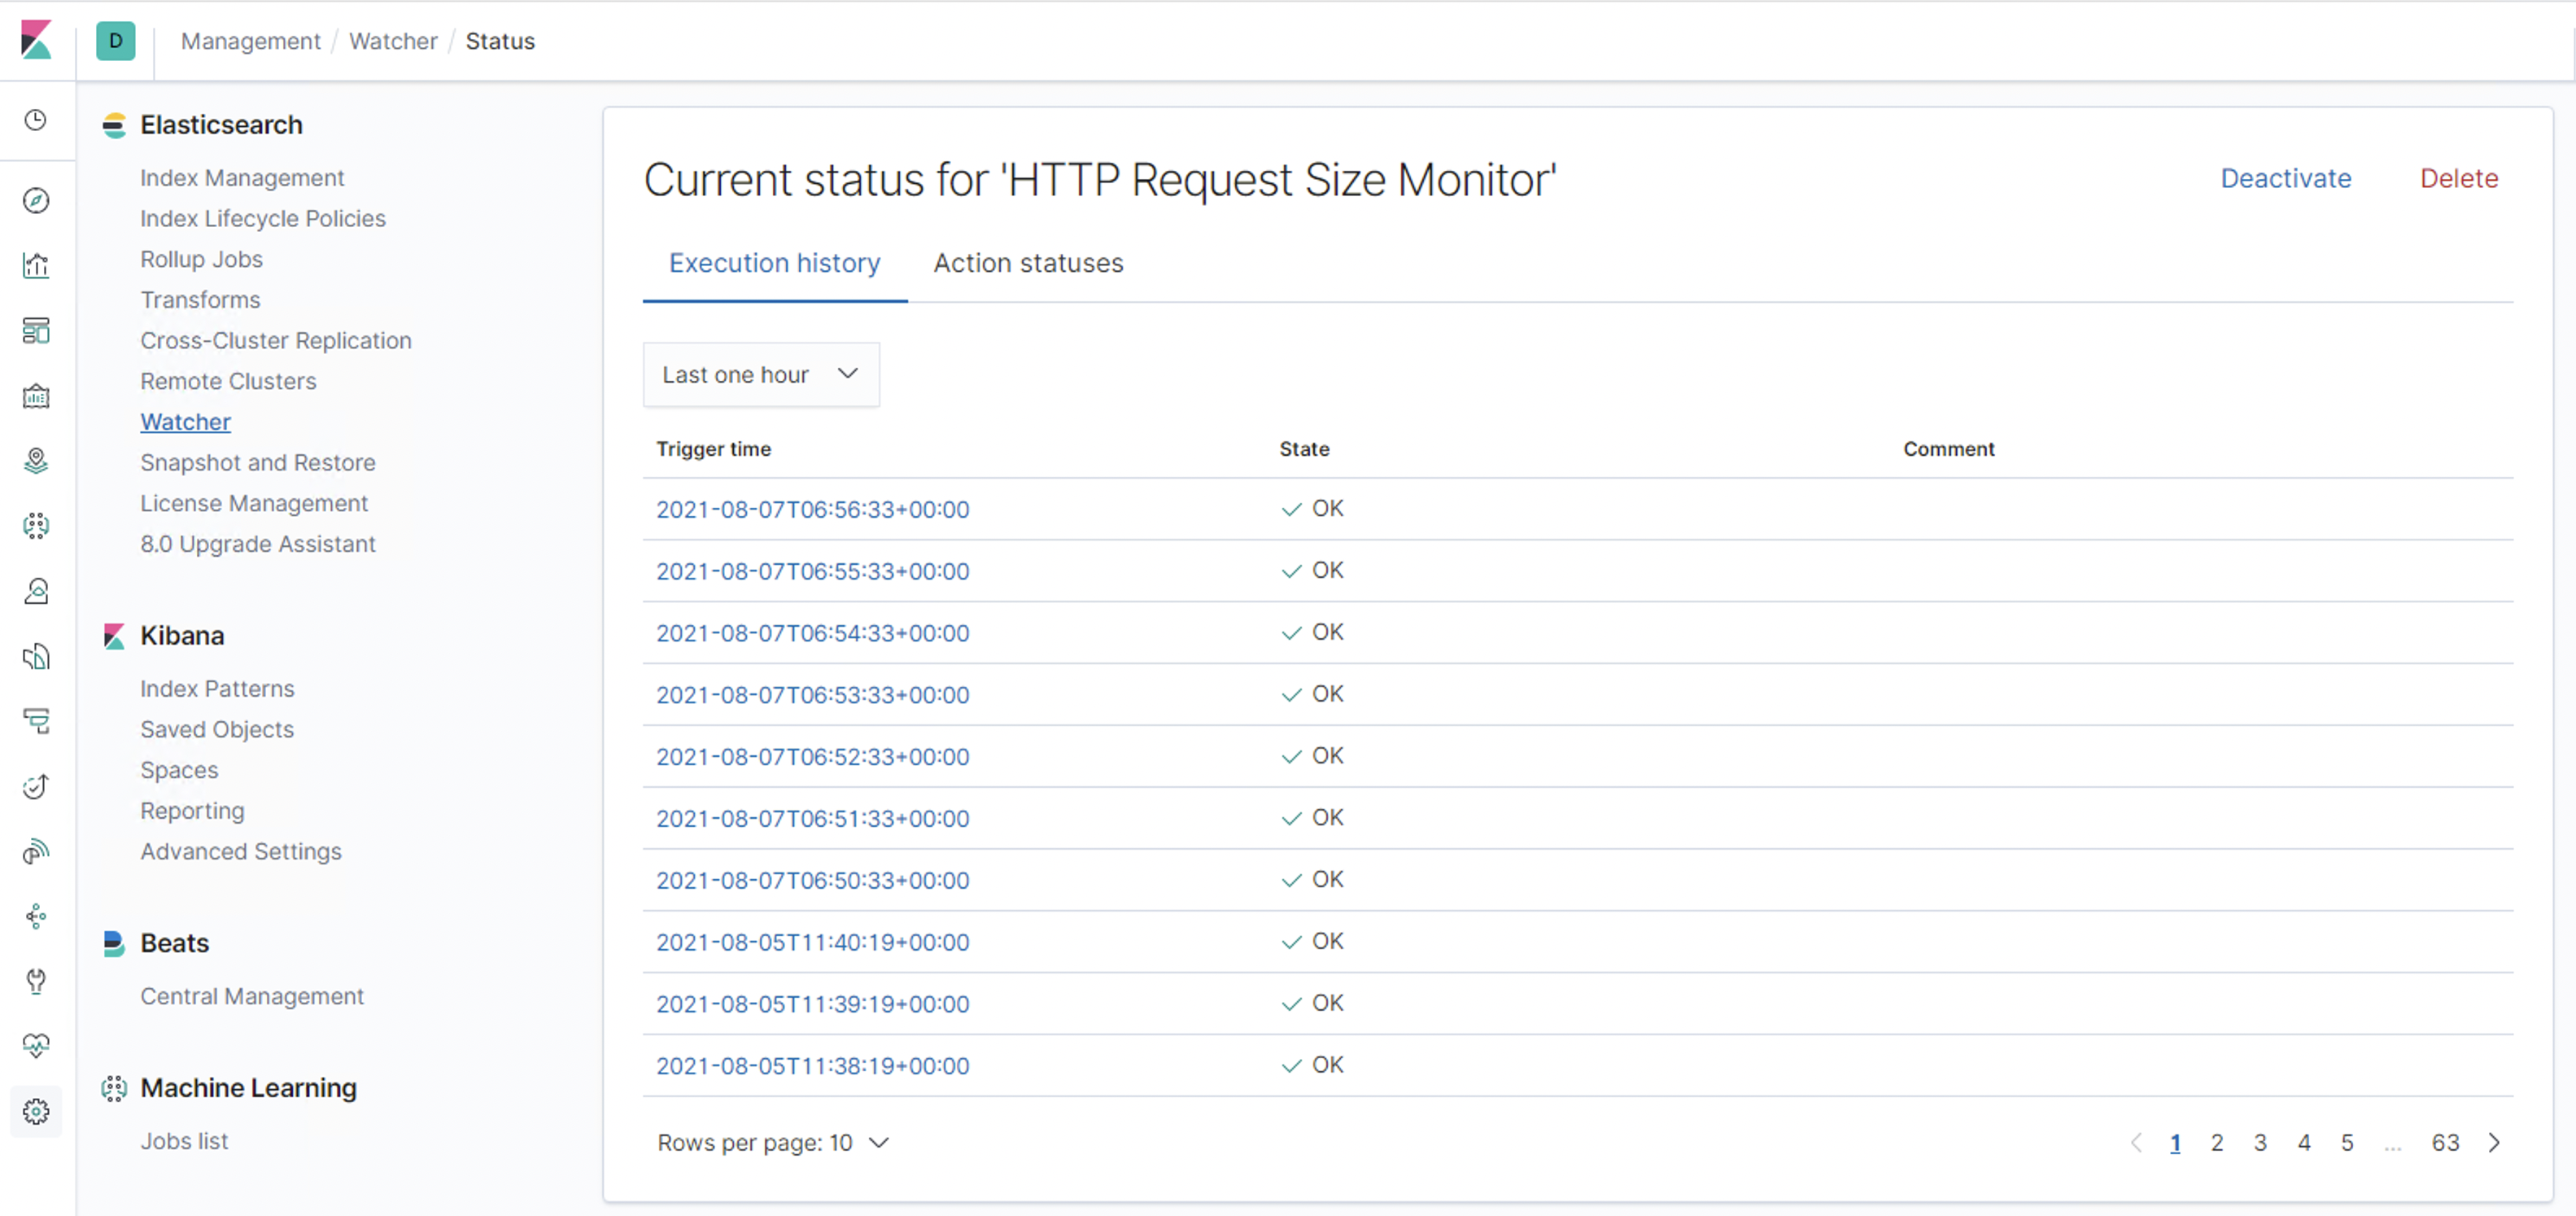 D
Management / Watcher / Status
Elasticsearch
Index Management
Index Lifecycle Policies
Rollup Jobs
Transforms
Cross-Cluster Replication
Remote Clusters
Watcher
Snapshot and Restore
License Management
8.0 Upgrade Assistant
Kibana
Index Patterns
Saved Objects
Spaces
Reporting
Advanced Settings
Beats
Central Management
Machine Learning
Jobs list
Current status for 'HTTP Request Size Monitor'
Deactivate Delete
Execution history Action statuses
Last one hour
Trigger time State Comment
2021-08-07T06:56:33+00:00 OK
2021-08-07T06:55:33+00:00 OK
2021-08-07T06:54:33+00:00 OK
2021-08-07T06:53:33+00:00 OK
2021-08-07T06:52:33+00:00 OK
2021-08-07T06:51:33+00:00 OK
2021-08-07T06:50:33+00:00 OK
2021-08-05T11:40:19+00:00 OK
2021-08-05T11:39:19+00:00 OK
2021-08-05T11:38:19+00:00 OK
Rows per page: 10
1 2 3 4 5 ... 63